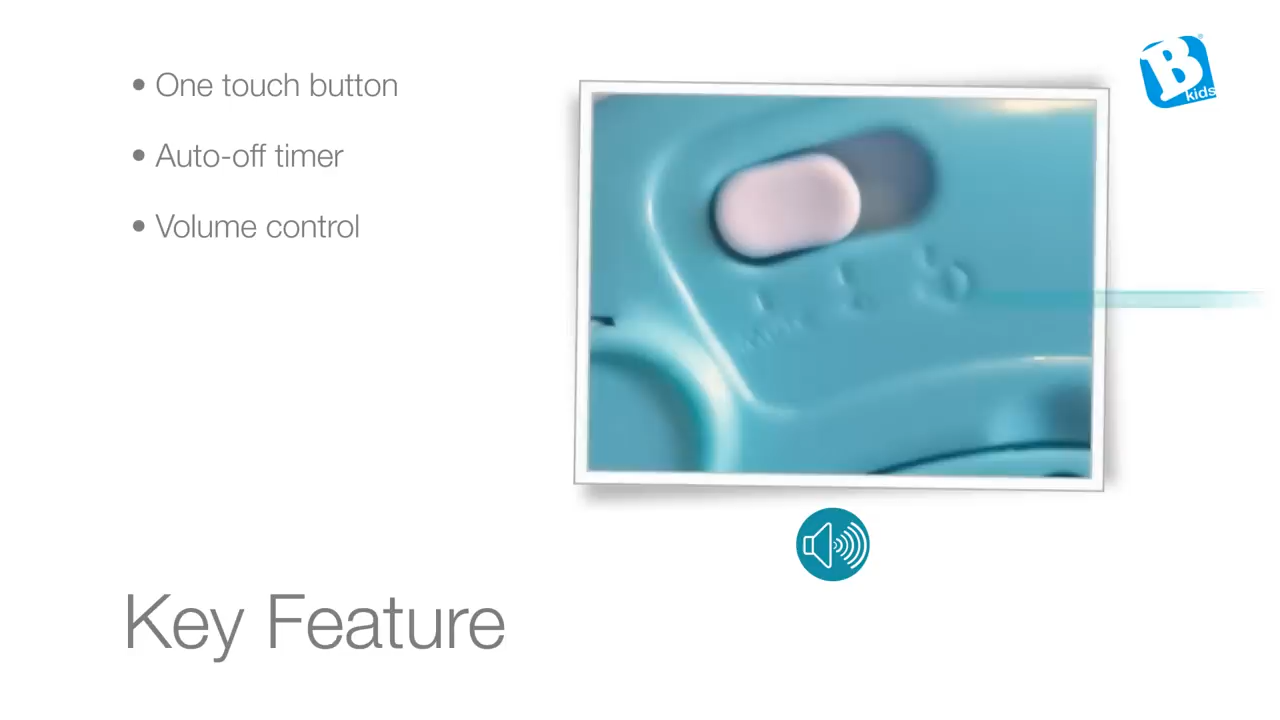 • One touch button
• Auto-off timer
• Volume control
B
kids
Key Feature